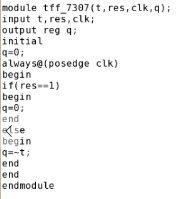 module tff_7307(t,res,clk,q);
input t,res,clk;
output reg q;
initial
q=0;
always@(posedge clk)
begin
if(res==1)
begin
q=0;
end
else
begin
q=~t;
end
end
endmodule